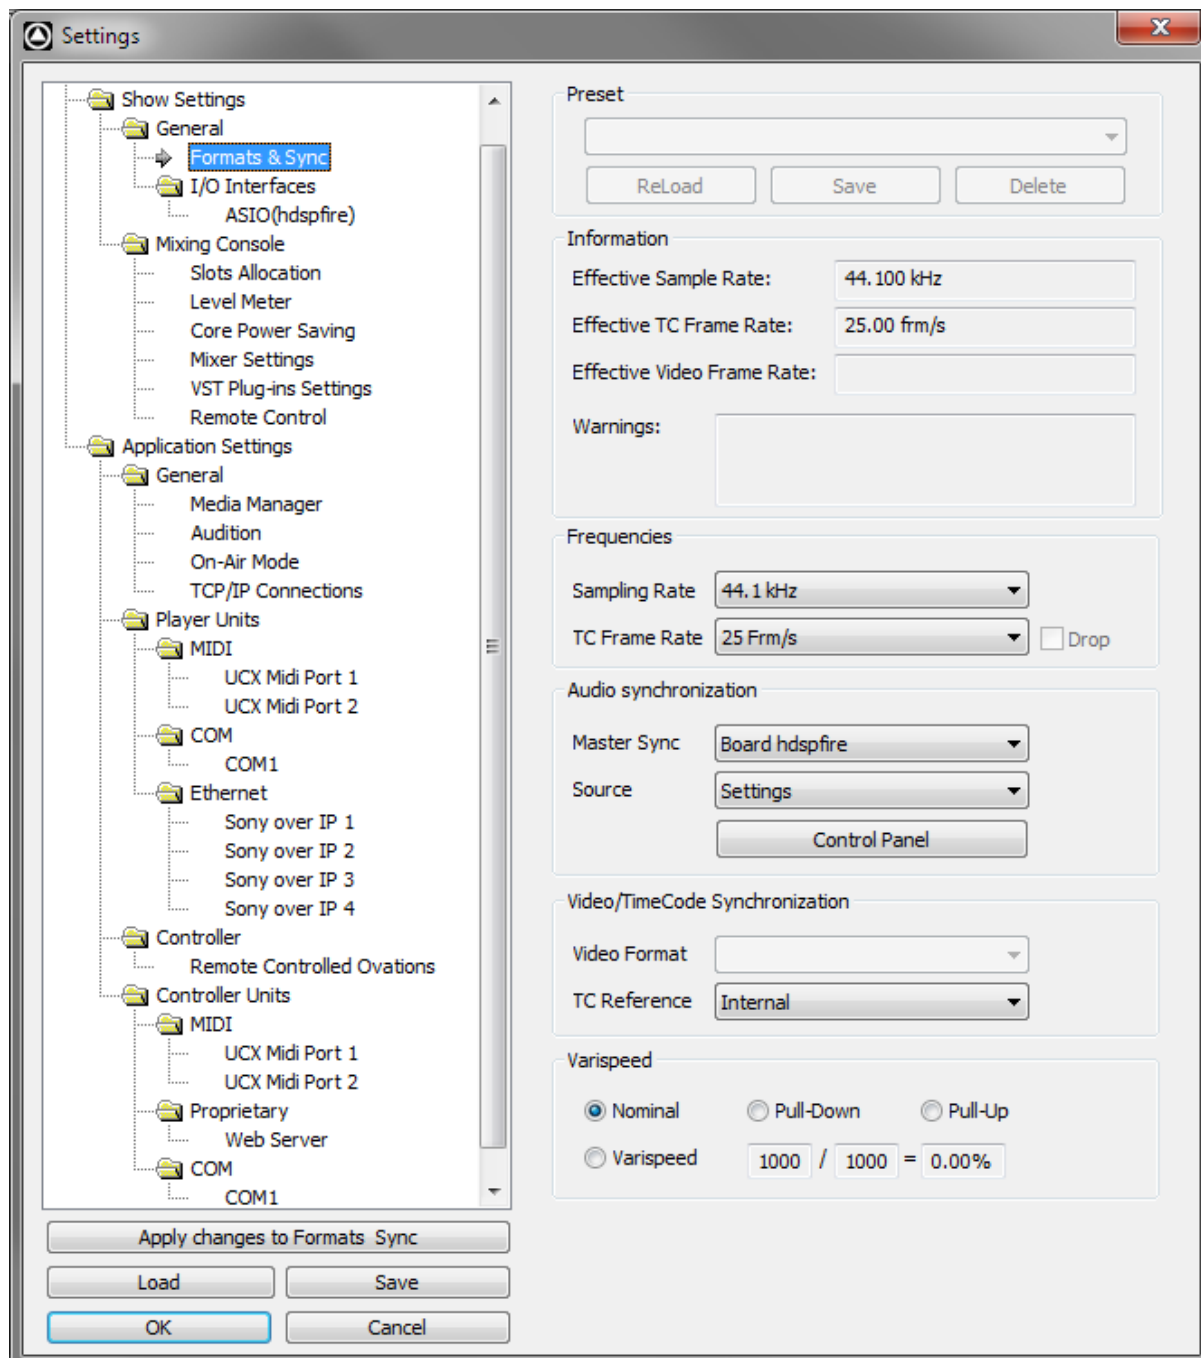 Settings
Show Settings
General
Formats & Sync
I/O Interfaces
ASIO(hdspfire)
Mixing Console
Slots Allocation
Level Meter
Core Power Saving
Mixer Settings
VST Plug-ins Settings
Remote Control
Application Settings
General
Media Manager
Audition
On-Air Mode
TCP/IP Connections
Player Units
MIDI
UCX Midi Port 1
UCX Midi Port 2
COM
COM1
Ethernet
Sony over IP 1
Sony over IP 2
Sony over IP 3
Sony over IP 4
Controller
Remote Controlled Ovations
Controller Units
MIDI
UCX Midi Port 1
UCX Midi Port 2
Proprietary
Web Server
COM
COM1
Apply changes to Formats  Sync
Load Save
OK Cancel
Preset
ReLoad Save Delete
Information
Effective Sample Rate: 44.100 kHz
Effective TC Frame Rate: 25.00 frm/s
Effective Video Frame Rate:
Warnings:
Frequencies
Sampling Rate 44.1 kHz
TC Frame Rate 25 Frm/s Drop
Audio synchronization
Master Sync Board hdspfire
Source Settings
Control Panel
Video/TimeCode Synchronization
Video Format
TC Reference Internal
Varispeed
Nominal Pull-Down Pull-Up
Varispeed 1000 / 1000 = 0.00%